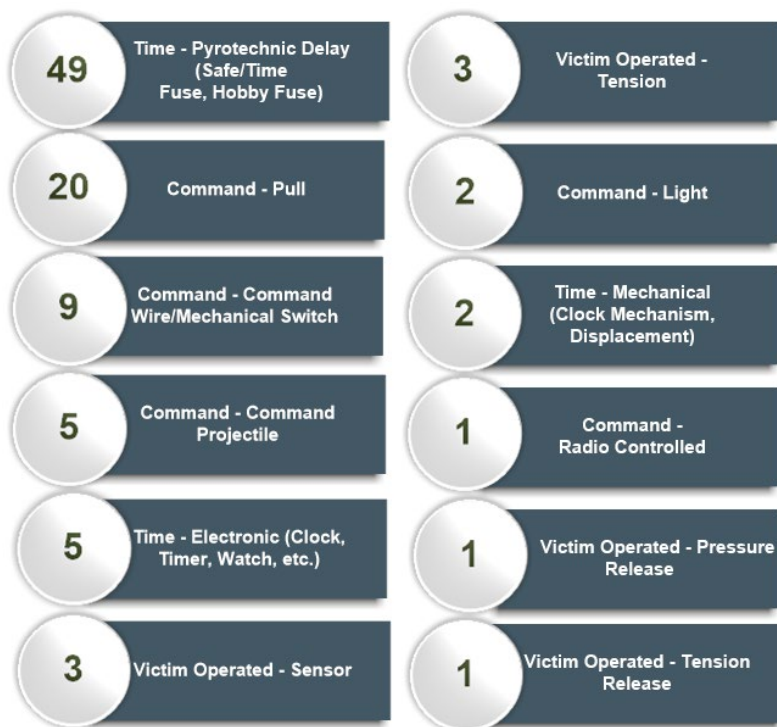 49
Time - Pyrotechnic Delay
(Safe/Time
Fuse, Hobby Fuse)
20
Command - Pull
9
Command - Command
Wire/Mechanical Switch
5
Command - Command
Projectile
5
Time - Electronic (Clock,
Timer, Watch, etc.)
3
Victim Operated - Sensor
3
Victim Operated -
Tension
2
Command - Light
2
Time - Mechanical
(Clock Mechanism,
Displacement)
1
Command -
Radio Controlled
1
Victim Operated - Pressure
Release
1
Victim Operated - Tension
Release